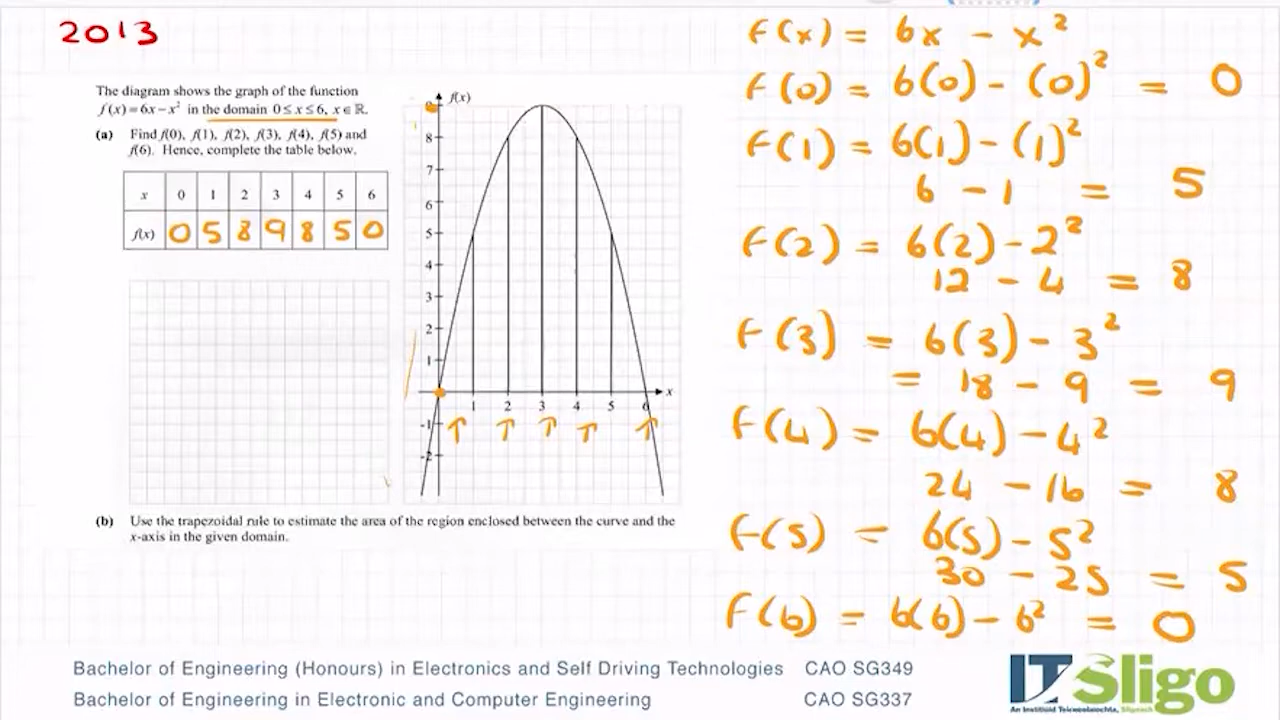 2013
The diagram shows the graph of the function
f(x) = 6x – x² in the domain 0 ≤ x ≤ 6, x ∈ ℝ.
(a) Find f(0), f(1), f(2), f(3), f(4), f(5) and
f(6). Hence, complete the table below.
x 0 1 2 3 4 5 6
f(x) 0 5 8 9 8 5 0
f(x)
9
8
7
6
5
4
3
2
1
-1
-2
1 2 3 4 5 6 x
(b) Use the trapezoidal rule to estimate the area of the region enclosed between the curve and the
x-axis in the given domain.
f(x) = 6x - x²
f(0) = 6(0) - (0)² = 0
f(1) = 6(1) - (1)²
6 - 1 = 5
f(2) = 6(2) - 2²
12 - 4 = 8
f(3) = 6(3) - 3²
= 18 - 9 = 9
f(4) = 6(4) - 4²
24 - 16 = 8
f(5) = 6(5) - 5²
30 - 25 = 5
f(6) = 6(6) - 6² = 0
Bachelor of Engineering (Honours) in Electronics and Self Driving Technologies CAO SG349
Bachelor of Engineering in Electronic and Computer Engineering CAO SG337
IT Sligo
An Institiúid Teicneolaíochta, Sligeach